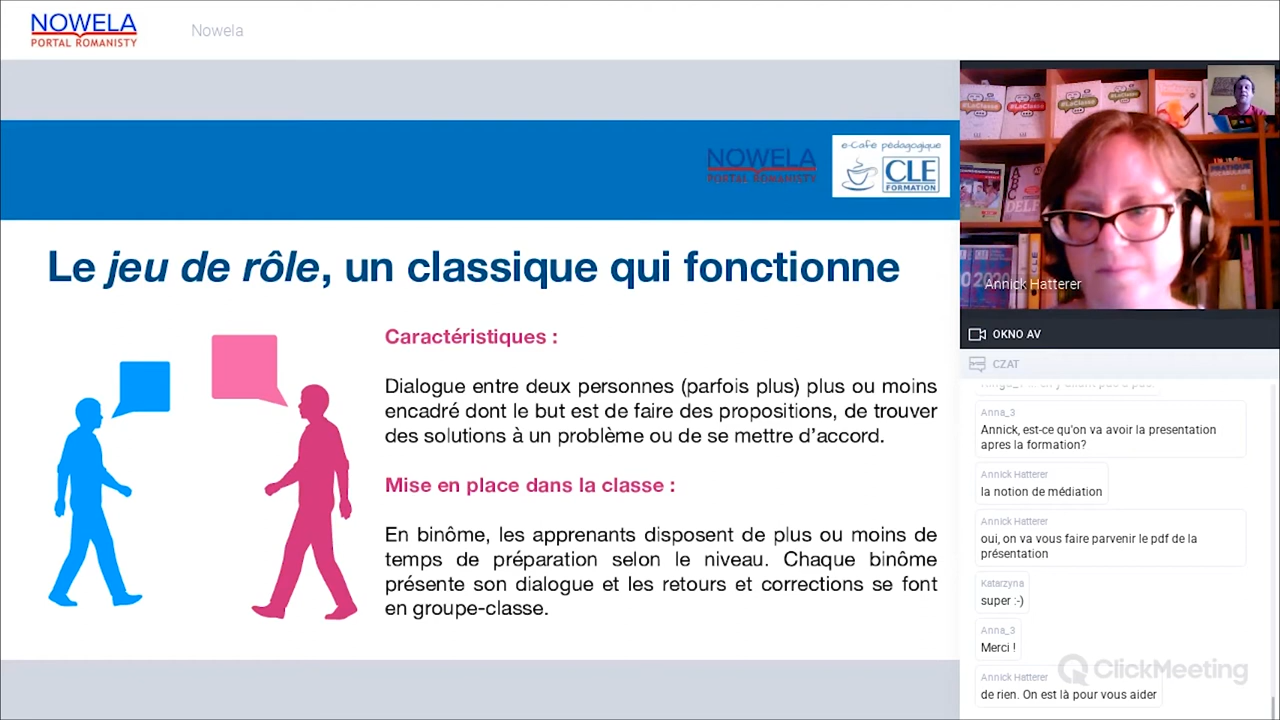 NOWELA
PORTAL ROMANISTY
Nowela
NOWELA
PORTAL ROMANISTY
e-Café pédagogique
CLE
FORMATION
Le jeu de rôle, un classique qui fonctionne
Caractéristiques :
Dialogue entre deux personnes (parfois plus) plus ou moins
encadré dont le but est de faire des propositions, de trouver
des solutions à un problème ou de se mettre d'accord.
Mise en place dans la classe :
En binôme, les apprenants disposent de plus ou moins de
temps de préparation selon le niveau. Chaque binôme
présente son dialogue et les retours et corrections se font
en groupe-classe.
#LaClasse
#LaClasse
#LaClasse
#LaClasse
DELF
Annick Hatterer
OKNO AV
CZAT
Anna_3
Annick, est-ce qu'on va avoir la presentation
apres la formation?
Annick Hatterer
la notion de médiation
Annick Hatterer
oui, on va vous faire parvenir le pdf de la
présentation
Katarzyna
super :-)
Anna_3
Merci !
ClickMeeting
Annick Hatterer
de rien. On est là pour vous aider